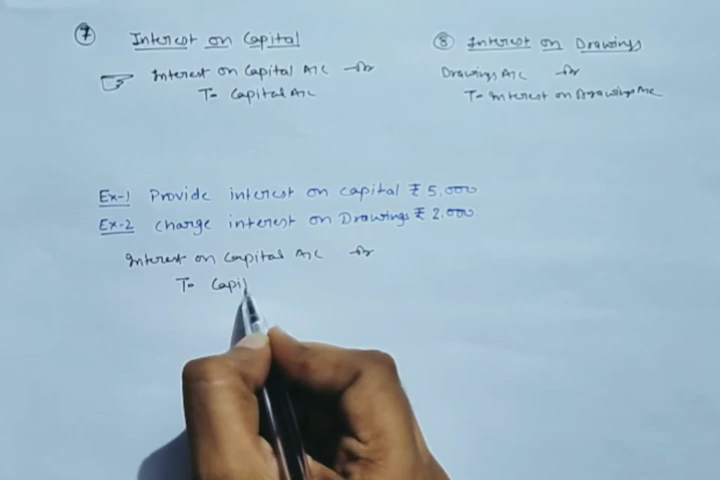 ⑦ Interest on Capital
☞ Interest on Capital A/C Dr
To Capital A/C
⑧ Interest on Drawings
Drawings A/C Dr
To Interest on Drawings A/C
Ex-1 Provide interest on capital ₹ 5,000
Ex-2 Charge interest on Drawings ₹ 2,000.
Interest on Capital A/C Dr
To Capi